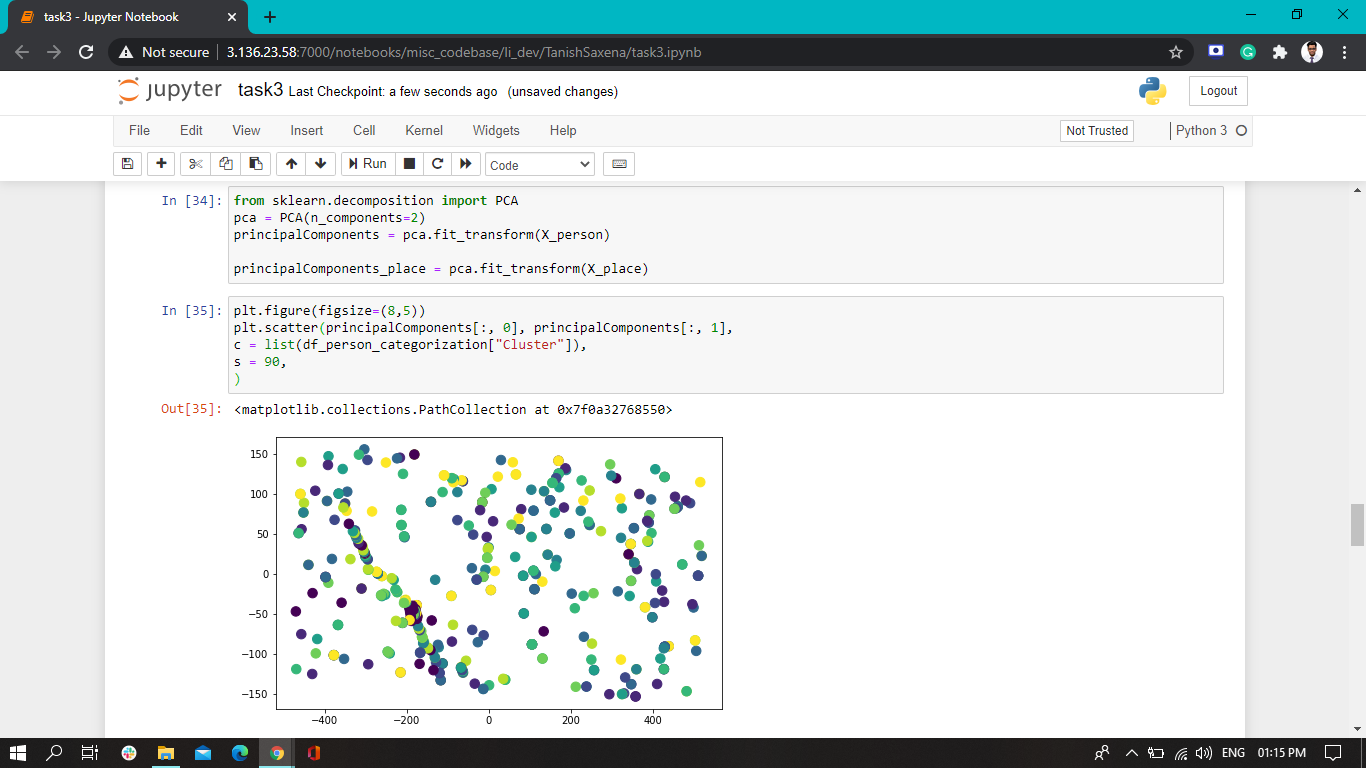 task3 - Jupyter Notebook
Not secure | 3.136.23.58:7000/notebooks/misc_codebase/li_dev/TanishSaxena/task3.ipynb
jupyter task3 Last Checkpoint: a few seconds ago (unsaved changes)
Logout
File Edit View Insert Cell Kernel Widgets Help
Not Trusted
Python 3
Run
Code
In [34]: from sklearn.decomposition import PCA
pca = PCA(n_components=2)
principalComponents = pca.fit_transform(X_person)
principalComponents_place = pca.fit_transform(X_place)
In [35]: plt.figure(figsize=(8,5))
plt.scatter(principalComponents[:, 0], principalComponents[:, 1],
c = list(df_person_categorization["Cluster"]),
s = 90,
)
Out[35]: <matplotlib.collections.PathCollection at 0x7f0a32768550>
150
100
50
0
−50
−100
−150
−400 −200 0 200 400
ENG 01:15 PM